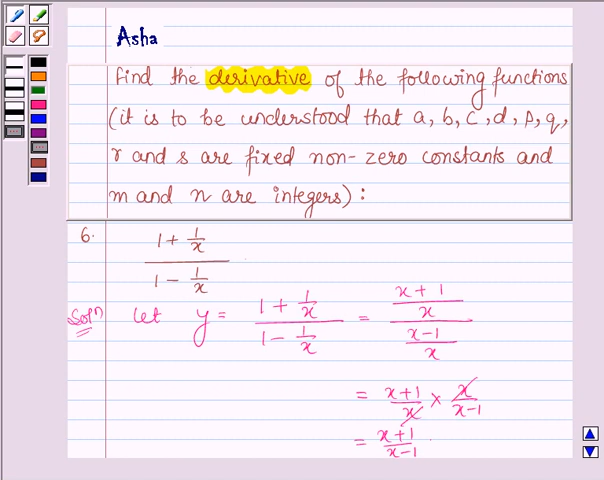 Asha
Find the derivative of the following functions
(it is to be understood that a, b, c, d, p, q,
r and s are fixed non-zero constants and
m and n are integers):
6. (1 + 1/x) / (1 - 1/x)
Solⁿ Let y = (1 + 1/x) / (1 - 1/x) = ((x + 1)/x) / ((x-1)/x)
= (x+1)/x × x/(x-1)
= (x+1)/(x-1)